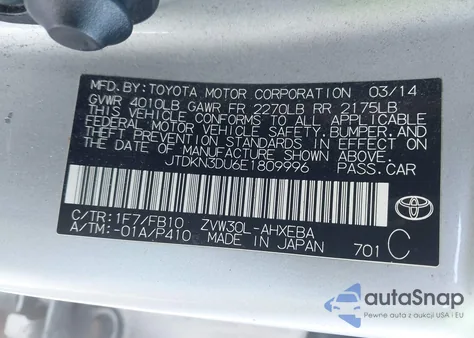 MFD. BY: TOYOTA MOTOR CORPORATION 03/14
GVWR 4010LB GAWR FR 2270LB RR 2175LB
THIS VEHICLE CONFORMS TO ALL APPLICABLE
FEDERAL MOTOR VEHICLE SAFETY, BUMPER, AND
THEFT PREVENTION STANDARDS IN EFFECT ON
THE DATE OF MANUFACTURE SHOWN ABOVE.
JTDKN3DU6E1809996 PASS. CAR
C/TR: 1F7/FB10 ZVW30L-AHXEBA
A/TM: -01A/P410 MADE IN JAPAN 701 C
TOYOTA
autoSnap
Pewne auta z aukcji USA i EU